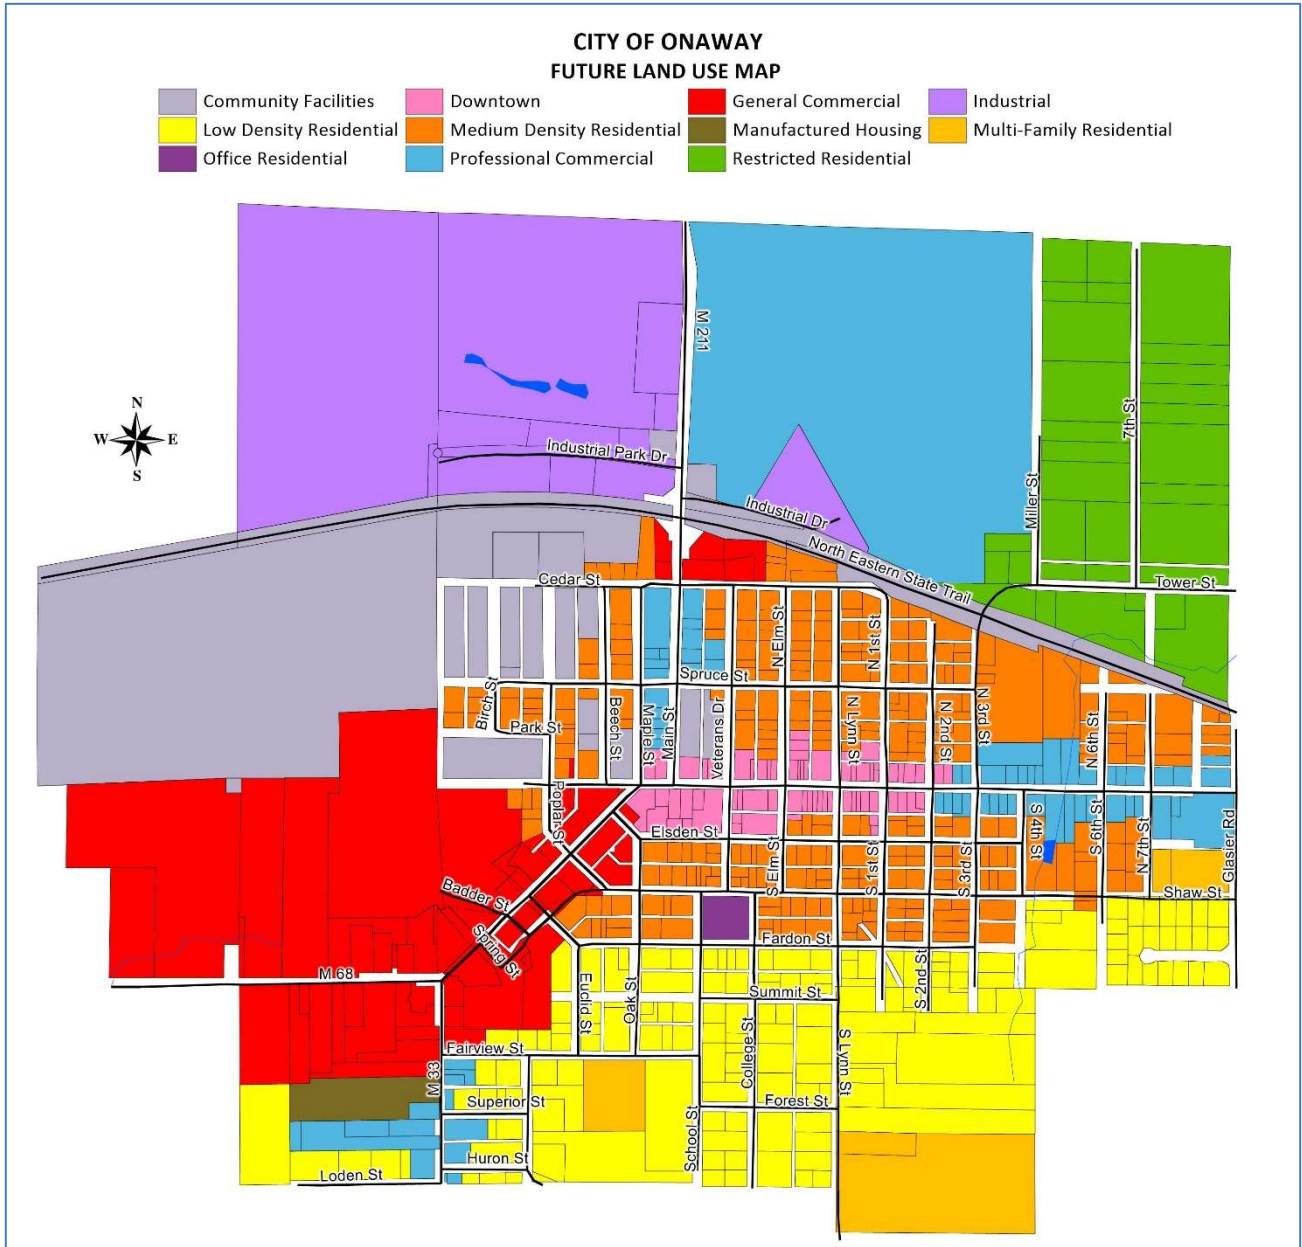 CITY OF ONAWAY
FUTURE LAND USE MAP
Community Facilities
Downtown
General Commercial
Industrial
Low Density Residential
Medium Density Residential
Manufactured Housing
Multi-Family Residential
Office Residential
Professional Commercial
Restricted Residential
M 211
N
W E
S
7th St
Industrial Park Dr
Miller St
Industrial Dr
North Eastern State Trail
Cedar St
Tower St
N Elm St
N 1st St
Spruce St
Birch St
Park St
Beech St
Maple St
Main St
Veterans Dr
N Lynn St
N 2nd St
N 3rd St
N 6th St
Poplar St
Elsden St
S Elm St
S 1st St
S 3rd St
S 4th St
S 6th St
N 7th St
Glasier Rd
Badder St
Shaw St
Spring St
Fardon St
M 68
Euclid St
Oak St
Summit St
S 2nd St
College St
S Lynn St
Fairview St
M 33
Superior St
Forest St
School St
Huron St
Loden St